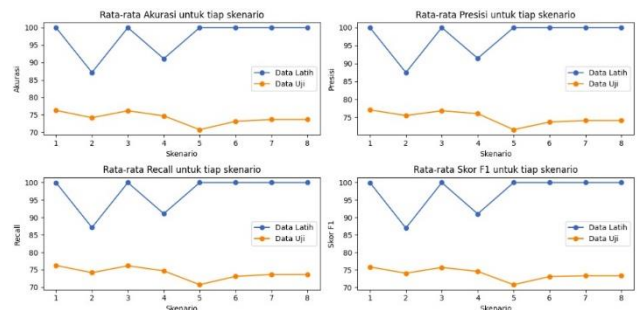 Rata-rata Akurasi untuk tiap skenario
Akurasi
100
95
90
85
80
75
70
Data Latih
Data Uji
1 2 3 4 5 6 7 8
Skenario
Rata-rata Presisi untuk tiap skenario
Presisi
100
95
90
85
80
75
Data Latih
Data Uji
1 2 3 4 5 6 7 8
Skenario
Rata-rata Recall untuk tiap skenario
Recall
100
95
90
85
80
75
70
Data Latih
Data Uji
1 2 3 4 5 6 7 8
Skenario
Rata-rata Skor F1 untuk tiap skenario
Skor F1
100
95
90
85
80
75
70
Data Latih
Data Uji
1 2 3 4 5 6 7 8
Skenario